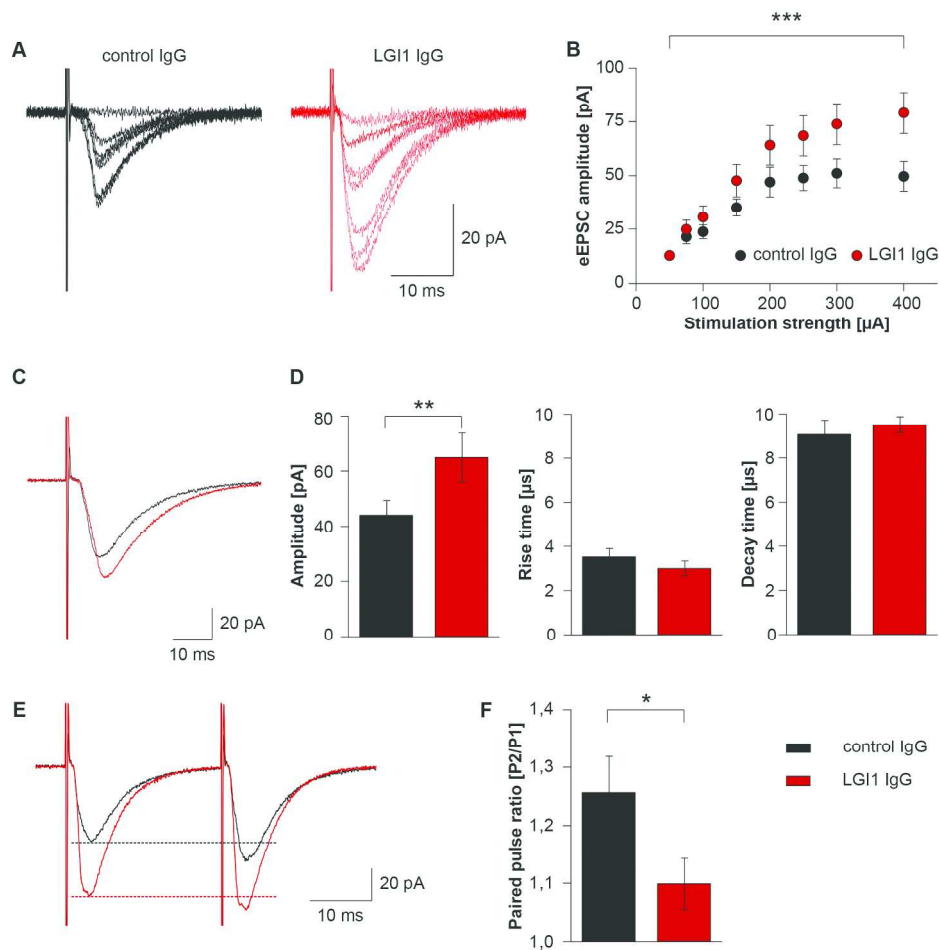 A
control IgG
LGI1 IgG
20 pA
10 ms
B
***
eEPSC amplitude [pA]
100
75
50
25
0
control IgG
LGI1 IgG
0
100
200
300
400
Stimulation strength [µA]
C
20 pA
10 ms
D
**
Amplitude [pA]
80
60
40
20
0
Rise time [µs]
10
8
6
4
2
0
Decay time [µs]
10
8
6
4
2
0
E
20 pA
10 ms
F
*
Paired pulse ratio [P2/P1]
1,4
1,3
1,2
1,1
1,0
control IgG
LGI1 IgG